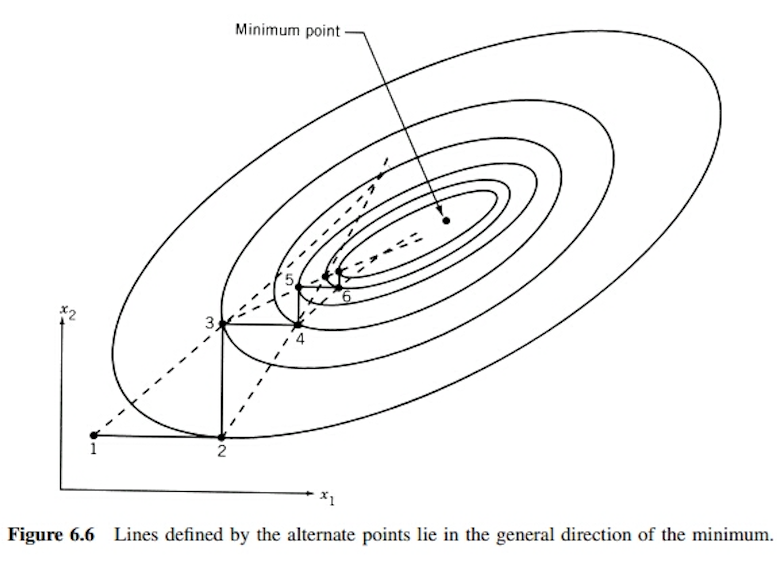 Minimum point
5
6
x2
3
4
1
2
x1
Figure 6.6 Lines defined by the alternate points lie in the general direction of the minimum.